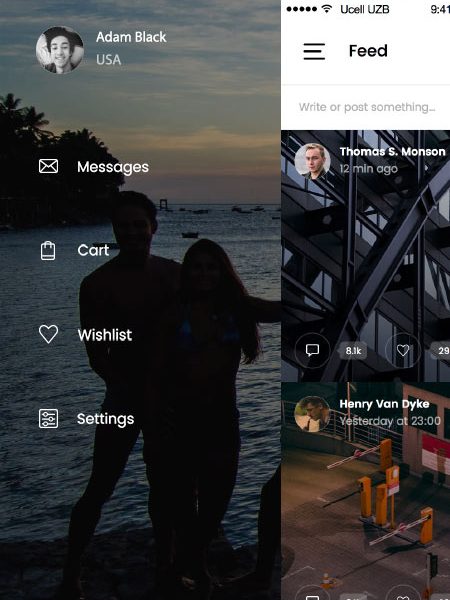 Adam Black
USA
Messages
Cart
Wishlist
Settings
Ucell UZB
9:41
Feed
Write or post something...
Thomas S. Monson
12 min ago
8.1k
29
Henry Van Dyke
Yesterday at 23:00